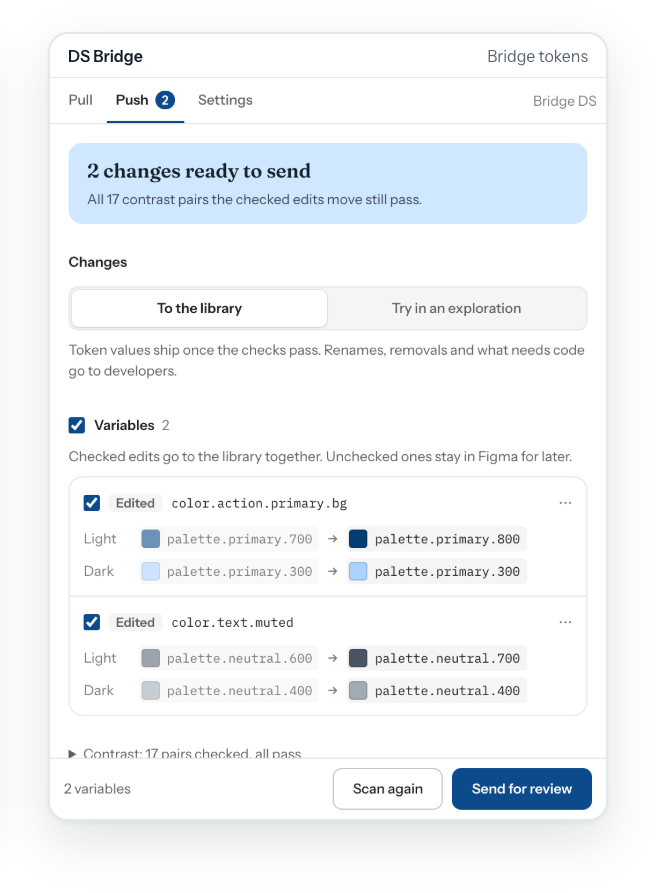 DS Bridge
Bridge tokens
Pull
Push 2
Settings
Bridge DS
2 changes ready to send
All 17 contrast pairs the checked edits move still pass.
Changes
To the library
Try in an exploration
Token values ship once the checks pass. Renames, removals and what needs code
go to developers.
Variables 2
Checked edits go to the library together. Unchecked ones stay in Figma for later.
Edited color.action.primary.bg ···
Light palette.primary.700 → palette.primary.800
Dark palette.primary.300 → palette.primary.300
Edited color.text.muted ···
Light palette.neutral.600 → palette.neutral.700
Dark palette.neutral.400 → palette.neutral.400
Contrast: 17 pairs checked, all pass
2 variables
Scan again
Send for review